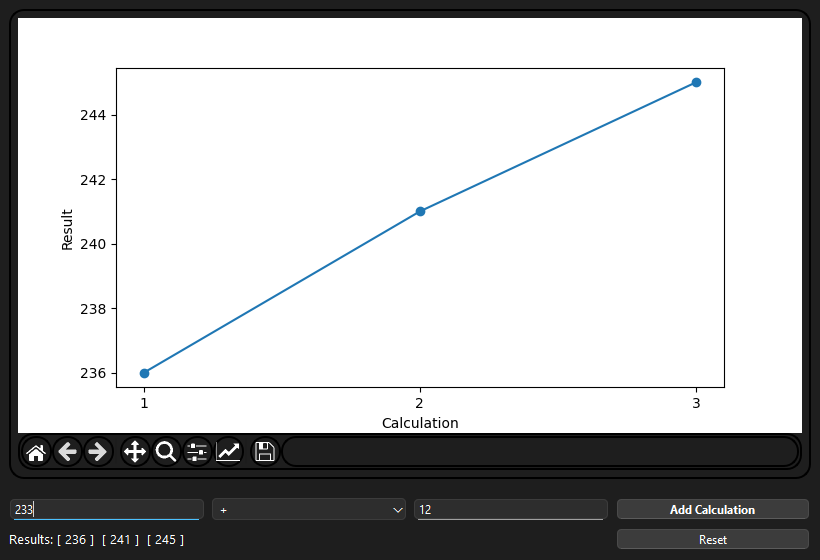 244
242
240
238
236
Result
1 2 3
Calculation
233 + 12 Add Calculation
Results: [ 236 ] [ 241 ] [ 245 ] Reset